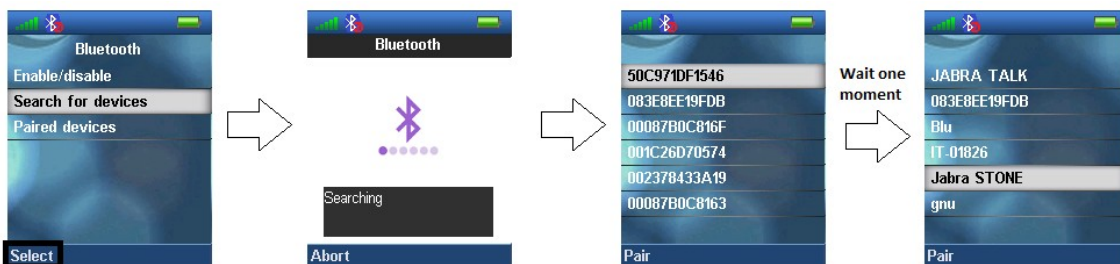 Bluetooth
Enable/disable
Search for devices
Paired devices
Select
Bluetooth
Searching
Abort
50C971DF1546
083E8EE19FDB
00087B0C816F
001C26D70574
002378433A19
00087B0C8163
Pair
Wait one
moment
JABRA TALK
083E8EE19FDB
Blu
IT-01826
Jabra STONE
gnu
Pair